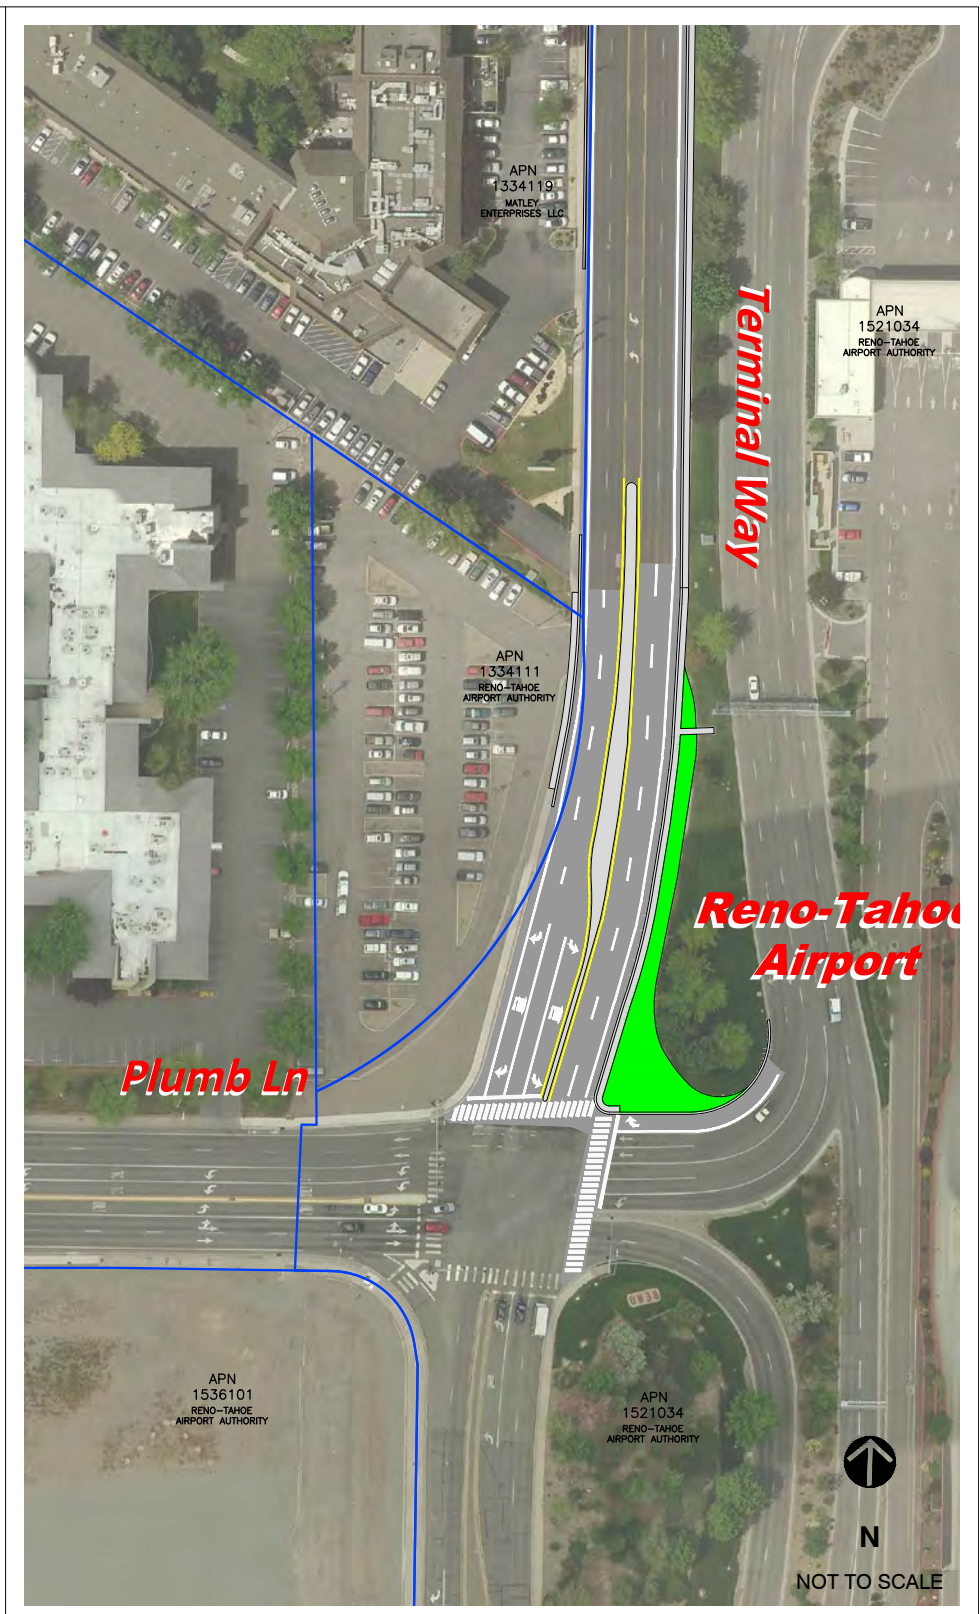 APN
1334119
MATLEY
ENTERPRISES LLC
Terminal Way
APN
1521034
RENO-TAHOE
AIRPORT AUTHORITY
APN
1334111
RENO-TAHOE
AIRPORT AUTHORITY
Reno-Tahoe
Airport
Plumb Ln
RENO
APN
1536101
RENO-TAHOE
AIRPORT AUTHORITY
APN
1521034
RENO-TAHOE
AIRPORT AUTHORITY
N
NOT TO SCALE